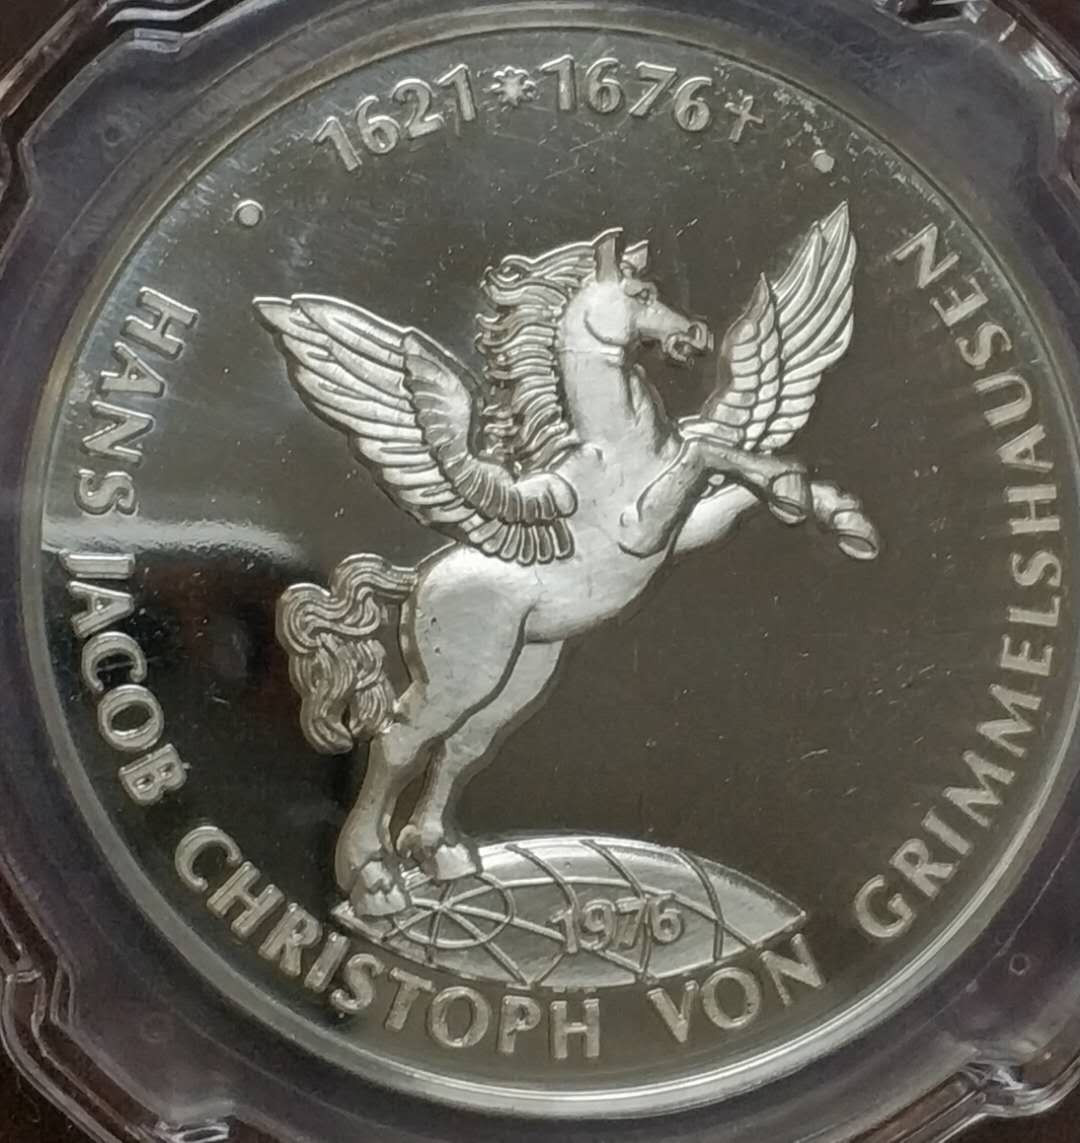 1621 * 1676 †
• HANS JACOB CHRISTOPH VON GRIMMELSHAUSEN •
1976